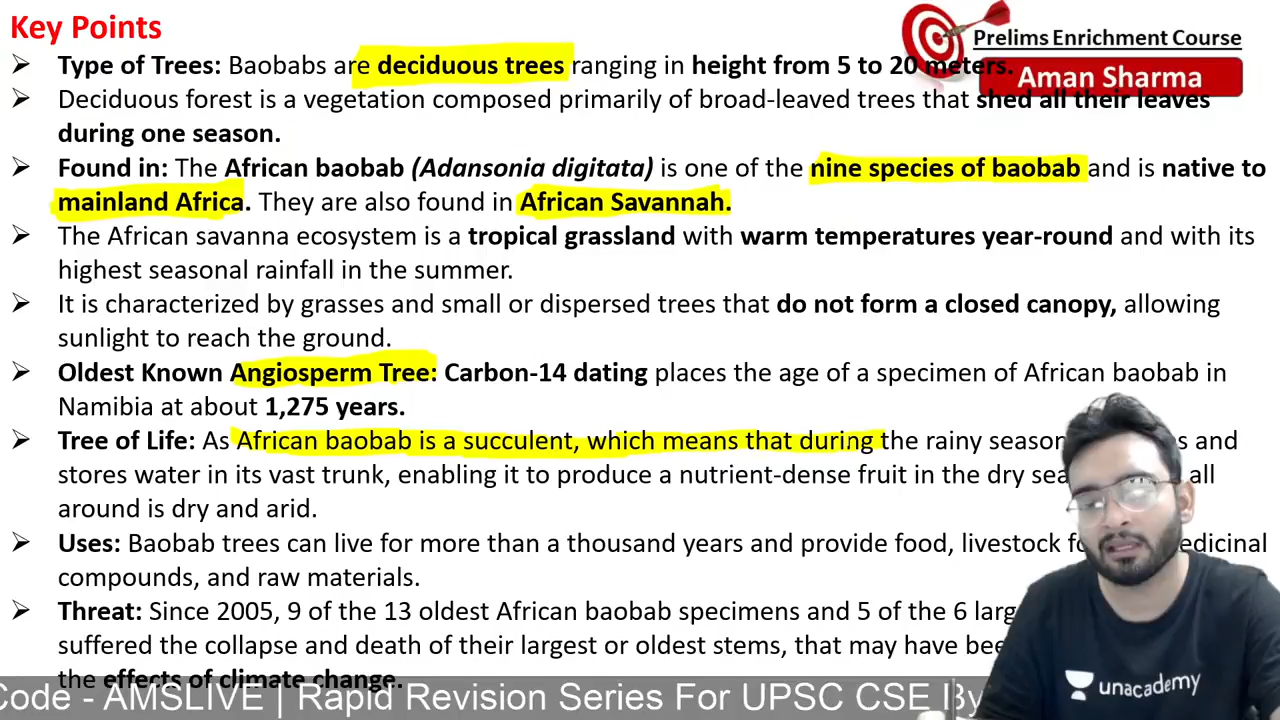 Key Points
Prelims Enrichment Course
Aman Sharma
➢ Type of Trees: Baobabs are deciduous trees ranging in height from 5 to 20 meters.
➢ Deciduous forest is a vegetation composed primarily of broad-leaved trees that shed all their leaves
during one season.
➢ Found in: The African baobab (Adansonia digitata) is one of the nine species of baobab and is native to
mainland Africa. They are also found in African Savannah.
➢ The African savanna ecosystem is a tropical grassland with warm temperatures year-round and with its
highest seasonal rainfall in the summer.
➢ It is characterized by grasses and small or dispersed trees that do not form a closed canopy, allowing
sunlight to reach the ground.
➢ Oldest Known Angiosperm Tree: Carbon-14 dating places the age of a specimen of African baobab in
Namibia at about 1,275 years.
➢ Tree of Life: As African baobab is a succulent, which means that during the rainy season and
stores water in its vast trunk, enabling it to produce a nutrient-dense fruit in the dry all
around is dry and arid.
➢ Uses: Baobab trees can live for more than a thousand years and provide food, livestock
compounds, and raw materials.
➢ Threat: Since 2005, 9 of the 13 oldest African baobab specimens and 5 of the 6
suffered the collapse and death of their largest or oldest stems, that may have
the effects of climate change.
unacademy
Code - AMSLIVE | Rapid Revision Series For UPSC CSE By